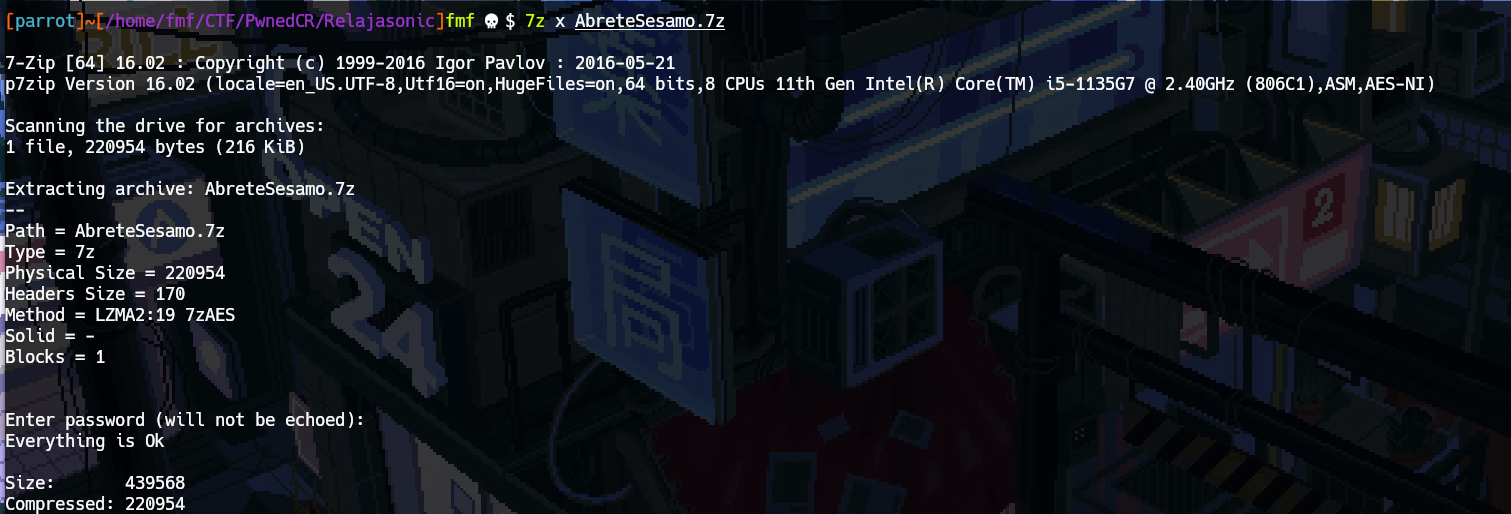 [parrot]~[/home/fmf/CTF/PwnedCR/Relajasonic]fmf 💀 $ 7z x AbreteSesamo.7z
7-Zip [64] 16.02 : Copyright (c) 1999-2016 Igor Pavlov : 2016-05-21
p7zip Version 16.02 (locale=en_US.UTF-8,Utf16=on,HugeFiles=on,64 bits,8 CPUs 11th Gen Intel(R) Core(TM) i5-1135G7 @ 2.40GHz (806C1),ASM,AES-NI)
Scanning the drive for archives:
1 file, 220954 bytes (216 KiB)
Extracting archive: AbreteSesamo.7z
--
Path = AbreteSesamo.7z
Type = 7z
Physical Size = 220954
Headers Size = 170
Method = LZMA2:19 7zAES
Solid = -
Blocks = 1
Enter password (will not be echoed):
Everything is Ok
Size:       439568
Compressed: 220954
24
2